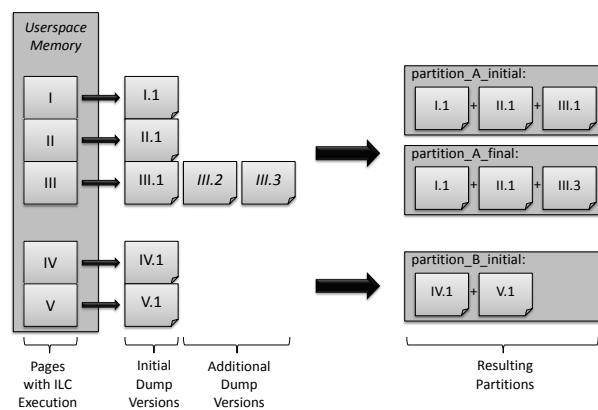 Userspace
Memory
I
I.1
II
II.1
III
III.1
III.2
III.3
IV
IV.1
V
V.1
partition_A_initial:
I.1 + II.1 + III.1
partition_A_final:
I.1 + II.1 + III.3
partition_B_initial:
IV.1 + V.1
Pages
with ILC
Execution
Initial
Dump
Versions
Additional
Dump
Versions
Resulting
Partitions